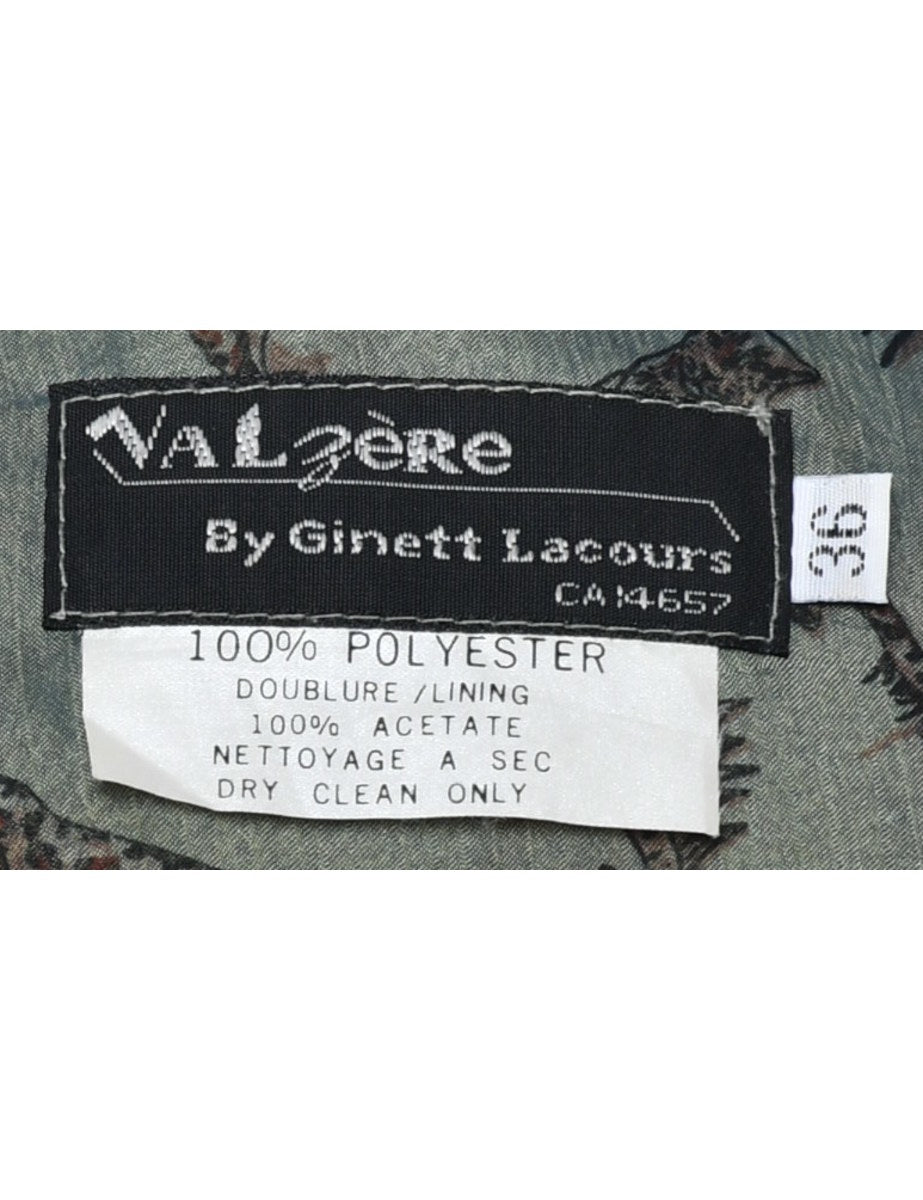 VALzèRe
By Ginett Lacours
CA 14657
36
100% POLYESTER
DOUBLURE /LINING
100% ACETATE
NETTOYAGE A SEC
DRY CLEAN ONLY